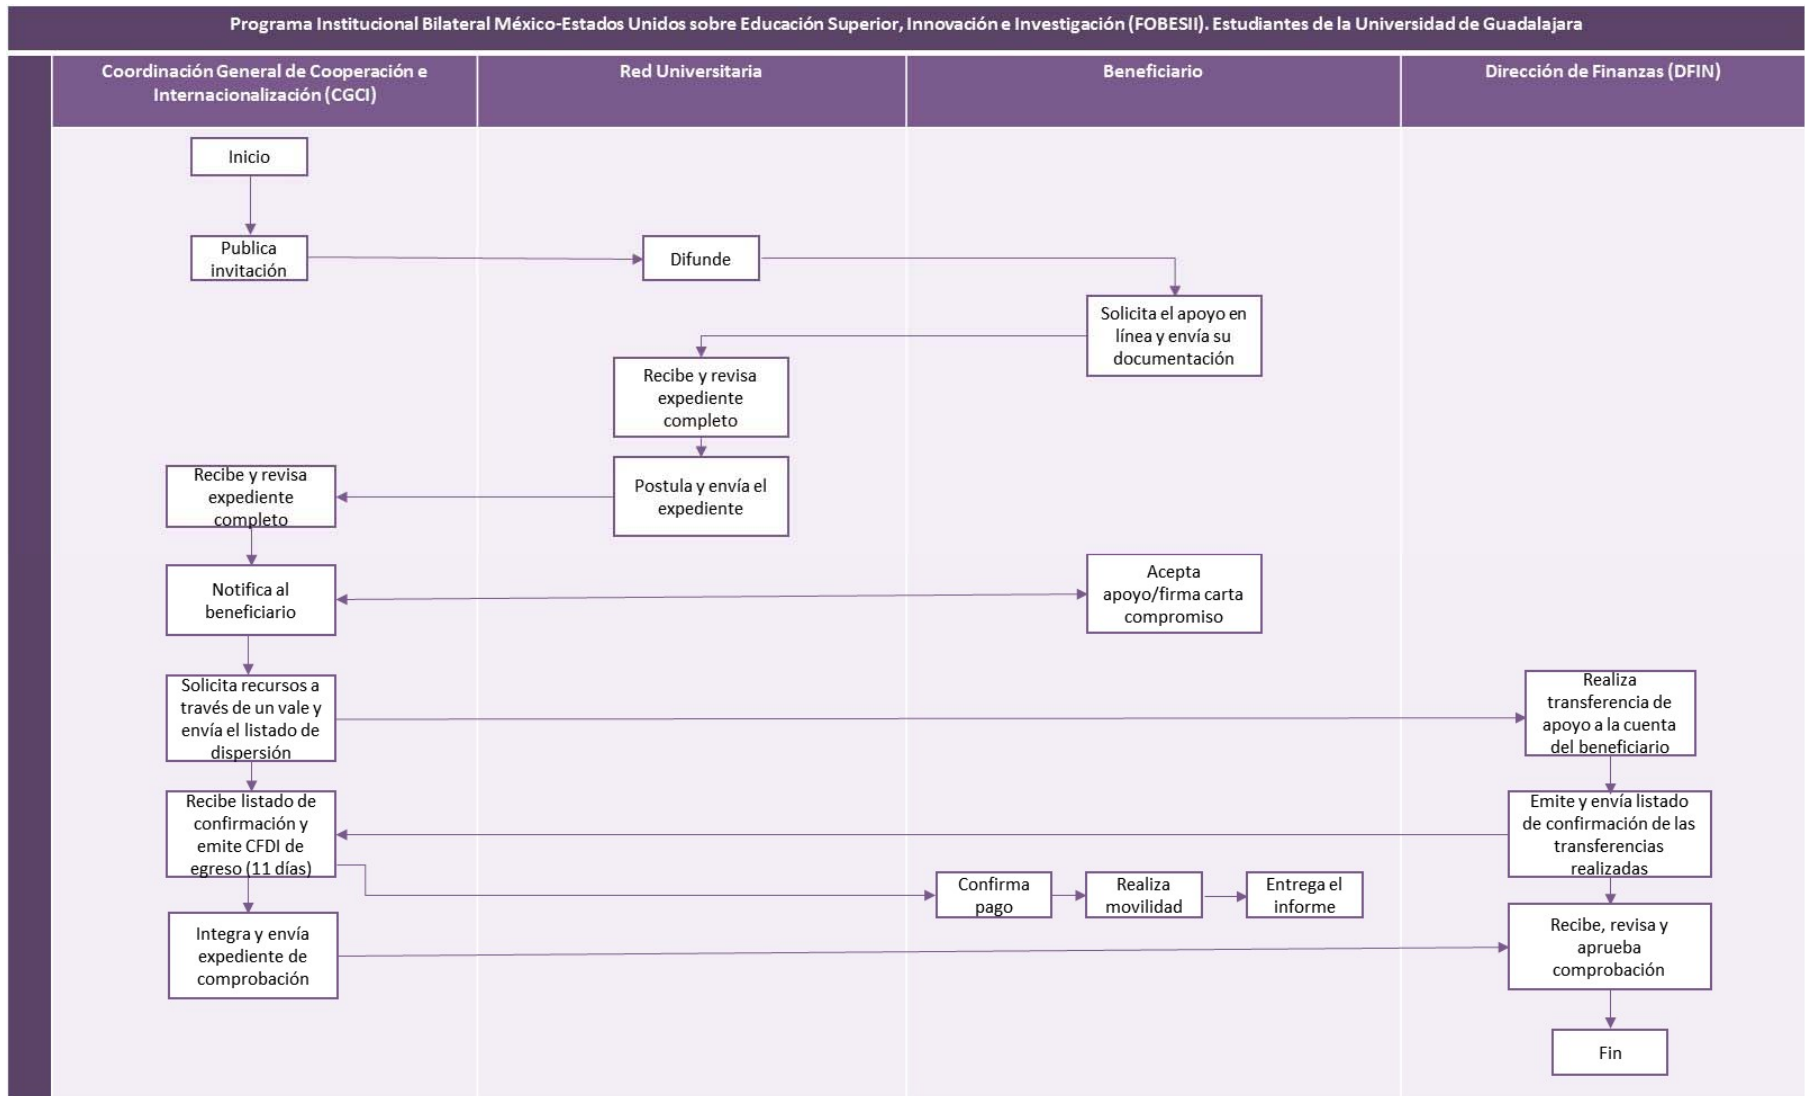 Programa Institucional Bilateral México-Estados Unidos sobre Educación Superior, Innovación e Investigación (FOBESII). Estudiantes de la Universidad de Guadalajara
Coordinación General de Cooperación e
Internacionalización (CGCI)
Red Universitaria
Beneficiario
Dirección de Finanzas (DFIN)
Inicio
Publica
invitación
Difunde
Solicita el apoyo en
línea y envía su
documentación
Recibe y revisa
expediente
completo
Postula y envía el
expediente
Recibe y revisa
expediente
completo
Notifica al
beneficiario
Acepta
apoyo/firma carta
compromiso
Solicita recursos a
través de un vale y
envía el listado de
dispersión
Realiza
transferencia de
apoyo a la cuenta
del beneficiario
Recibe listado de
confirmación y
emite CFDI de
egreso (11 días)
Emite y envía listado
de confirmación de las
transferencias
realizadas
Confirma
pago
Realiza
movilidad
Entrega el
informe
Integra y envía
expediente de
comprobación
Recibe, revisa y
aprueba
comprobación
Fin